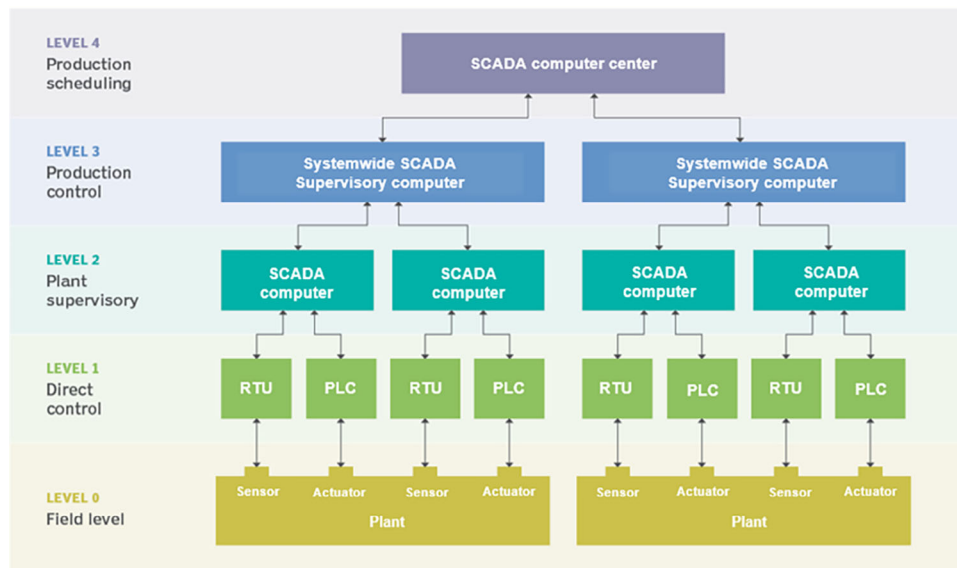 LEVEL 4
Production
scheduling
SCADA computer center
LEVEL 3
Production
control
Systemwide SCADA
Supervisory computer
Systemwide SCADA
Supervisory computer
LEVEL 2
Plant
supervisory
SCADA
computer
SCADA
computer
SCADA
computer
SCADA
computer
LEVEL 1
Direct
control
RTU
PLC
RTU
PLC
RTU
PLC
RTU
PLC
LEVEL 0
Field level
Sensor
Actuator
Sensor
Actuator
Plant
Sensor
Actuator
Sensor
Actuator
Plant